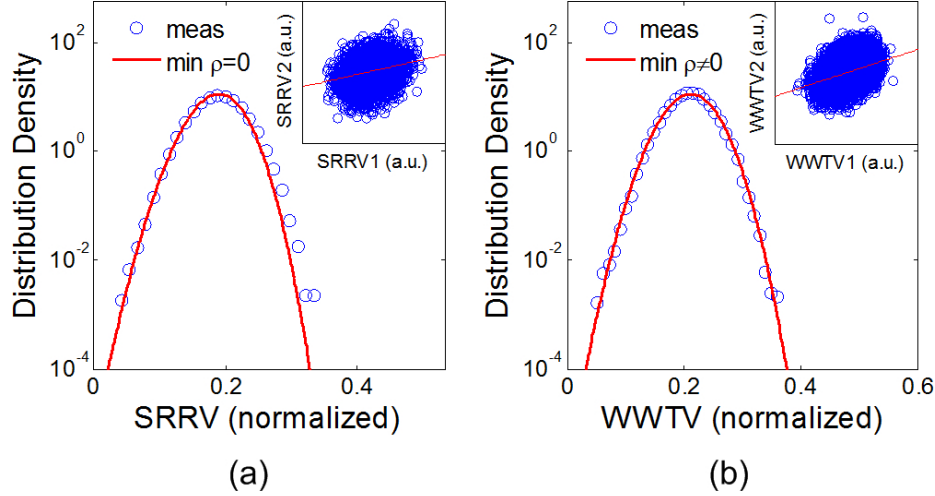 10^2
10^0
10^-2
10^-4
0
0.2
0.4
Distribution Density
SRRV (normalized)
meas
min ρ=0
SRRV2 (a.u.)
SRRV1 (a.u.)
(a)
10^2
10^0
10^-2
10^-4
0
0.2
0.4
0.6
Distribution Density
WWTV (normalized)
meas
min ρ≠0
WWTV2 (a.u.)
WWTV1 (a.u.)
(b)